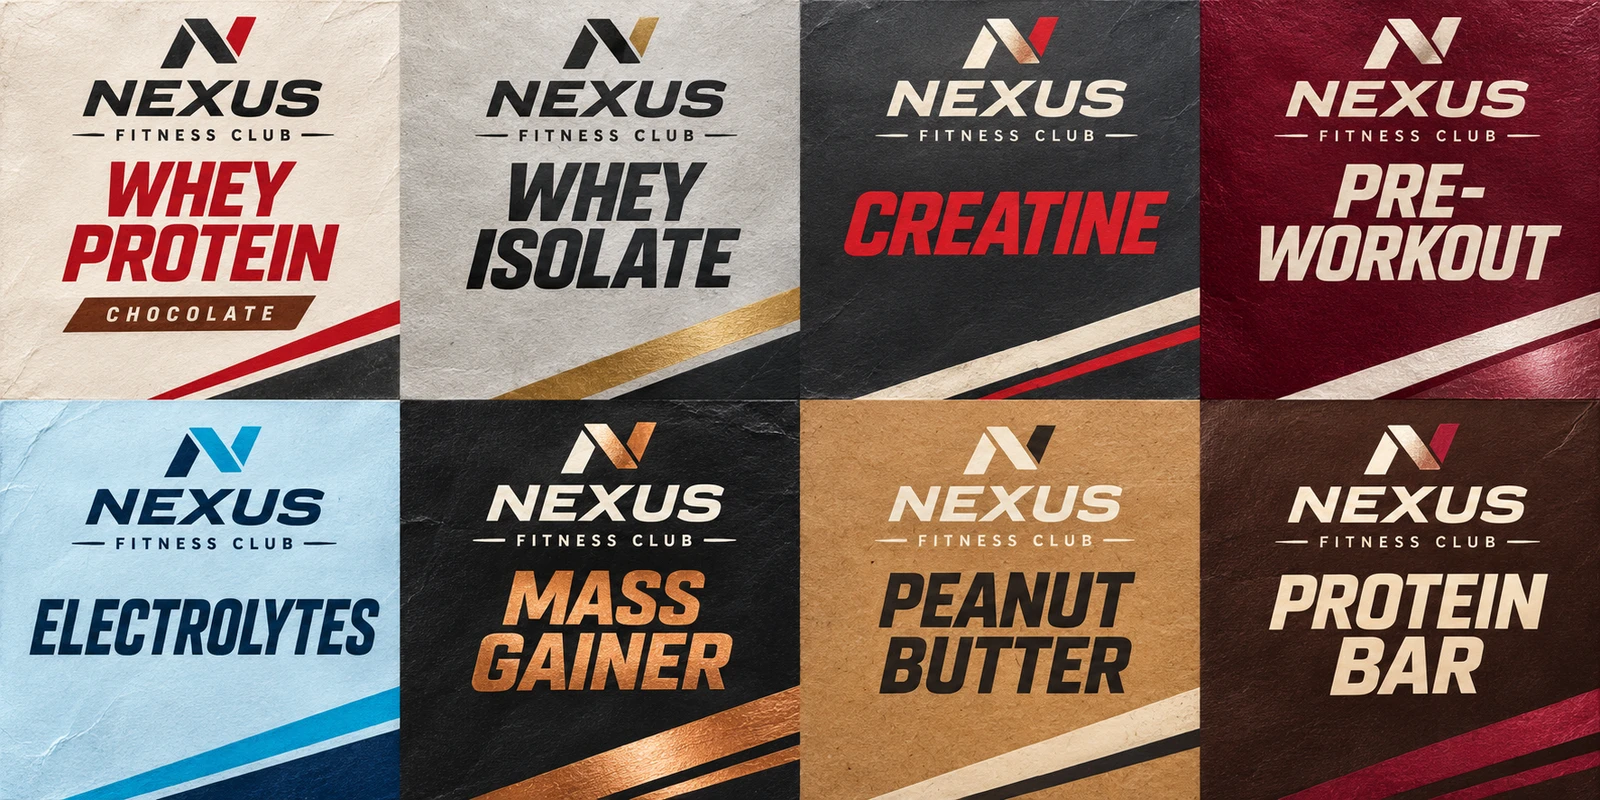 NEXUS
FITNESS CLUB
WHEY
PROTEIN
CHOCOLATE
NEXUS
FITNESS CLUB
WHEY
ISOLATE
NEXUS
FITNESS CLUB
CREATINE
NEXUS
FITNESS CLUB
PRE-
WORKOUT
NEXUS
FITNESS CLUB
ELECTROLYTES
NEXUS
FITNESS CLUB
MASS
GAINER
NEXUS
FITNESS CLUB
PEANUT
BUTTER
NEXUS
FITNESS CLUB
PROTEIN
BAR